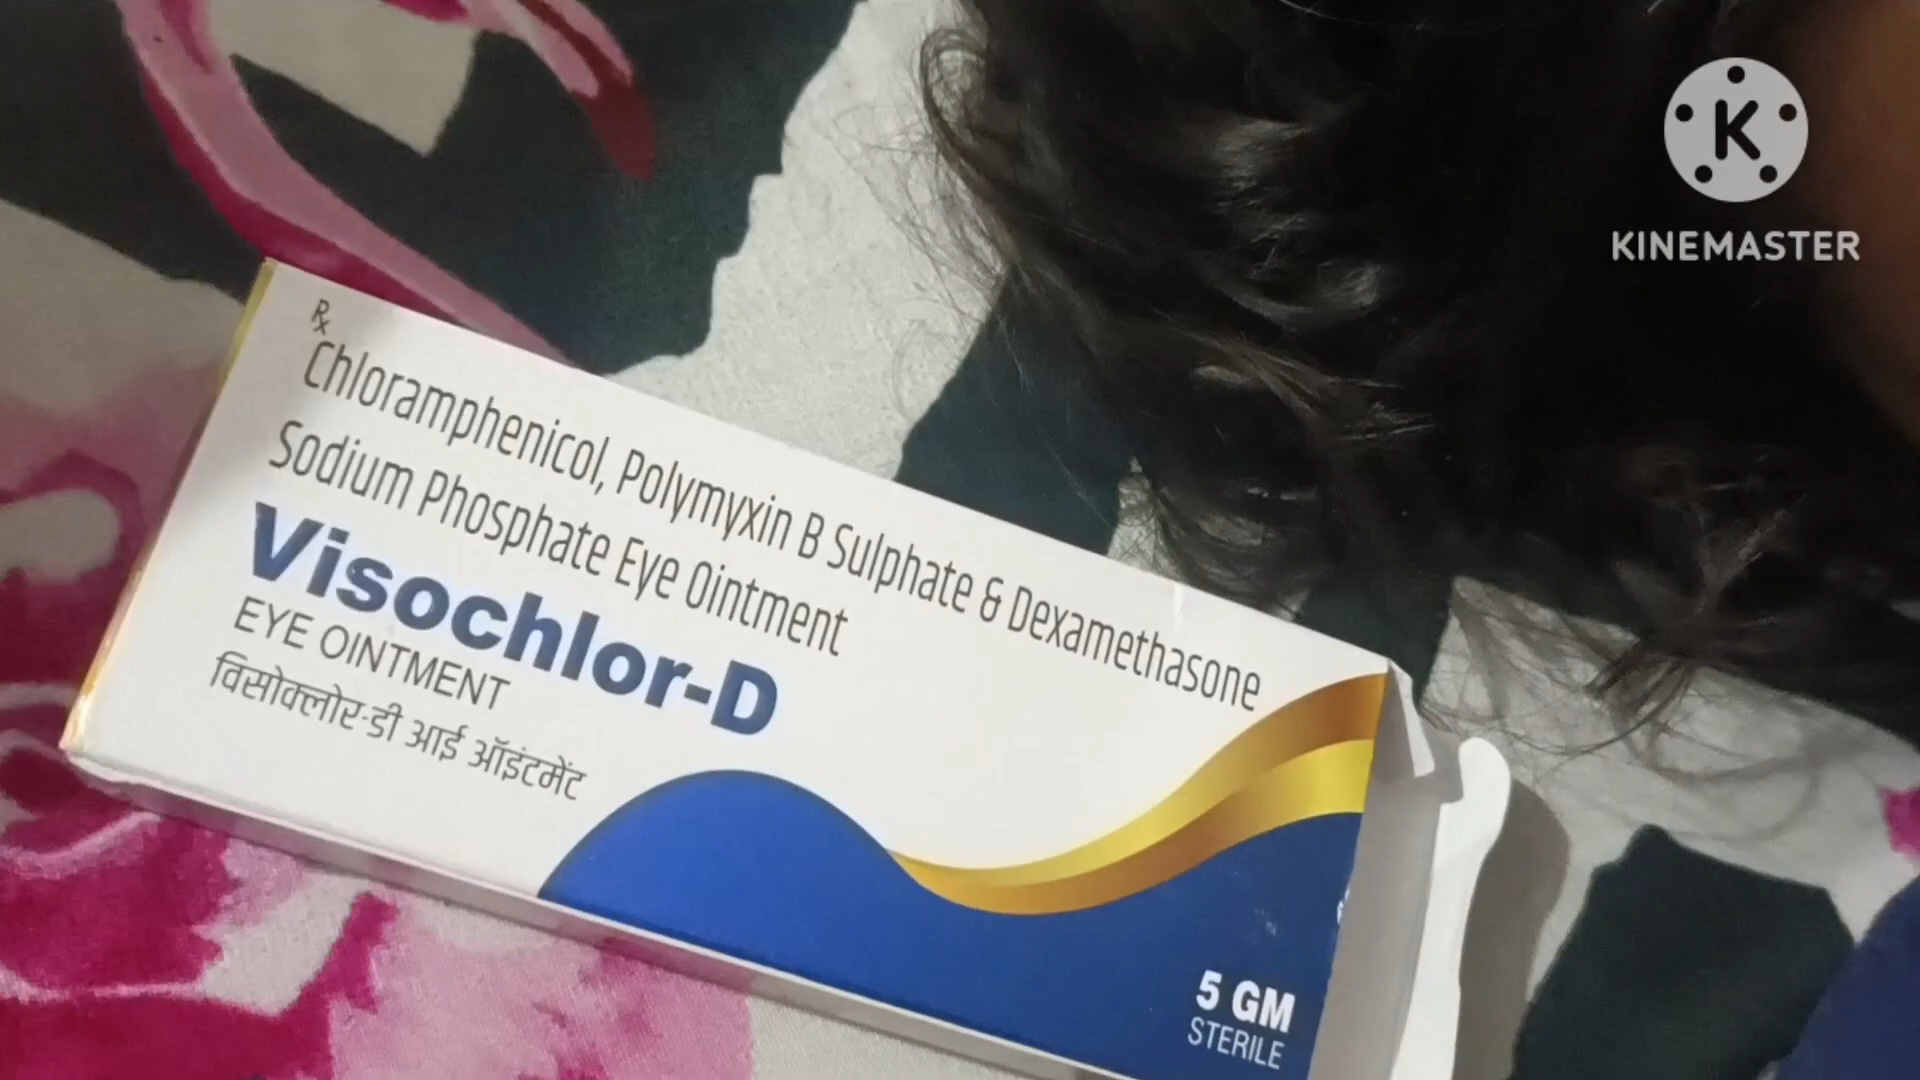 Rx
Chloramphenicol, Polymyxin B Sulphate & Dexamethasone
Sodium Phosphate Eye Ointment
Visochlor-D
EYE OINTMENT
विसोक्लोर-डी आई ऑइंटमेंट
5 GM
STERILE
K
KINEMASTER